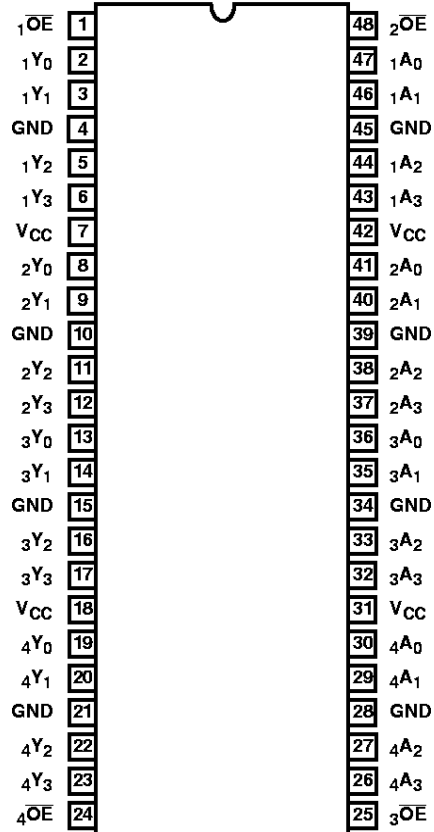 ₁O̅E̅ 1 48 ₂O̅E̅
₁Y₀ 2 47 ₁A₀
₁Y₁ 3 46 ₁A₁
GND 4 45 GND
₁Y₂ 5 44 ₁A₂
₁Y₃ 6 43 ₁A₃
VCC 7 42 VCC
₂Y₀ 8 41 ₂A₀
₂Y₁ 9 40 ₂A₁
GND 10 39 GND
₂Y₂ 11 38 ₂A₂
₂Y₃ 12 37 ₂A₃
₃Y₀ 13 36 ₃A₀
₃Y₁ 14 35 ₃A₁
GND 15 34 GND
₃Y₂ 16 33 ₃A₂
₃Y₃ 17 32 ₃A₃
VCC 18 31 VCC
₄Y₀ 19 30 ₄A₀
₄Y₁ 20 29 ₄A₁
GND 21 28 GND
₄Y₂ 22 27 ₄A₂
₄Y₃ 23 26 ₄A₃
₄O̅E̅ 24 25 ₃O̅E̅